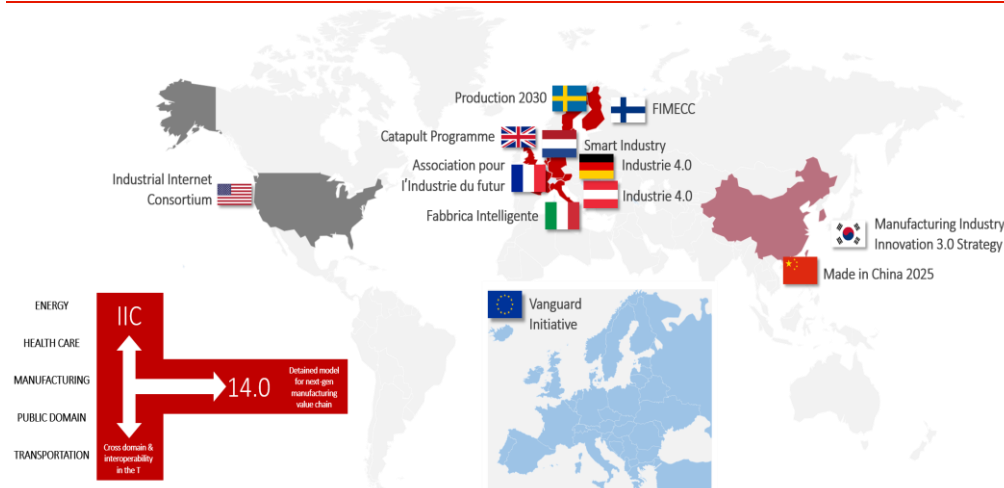 Production 2030
FIMECC
Catapult Programme
Smart Industry
Association pour
l'Industrie du futur
Industrie 4.0
Industrial Internet
Consortium
Industrie 4.0
Fabbrica Intelligente
Manufacturing Industry
Innovation 3.0 Strategy
Made in China 2025
Vanguard
Initiative
ENERGY
HEALTH CARE
MANUFACTURING
PUBLIC DOMAIN
TRANSPORTATION
IIC
14.0
Detained model
for next-gen
manufacturing
value chain
Cross domain &
interoperability
in the T